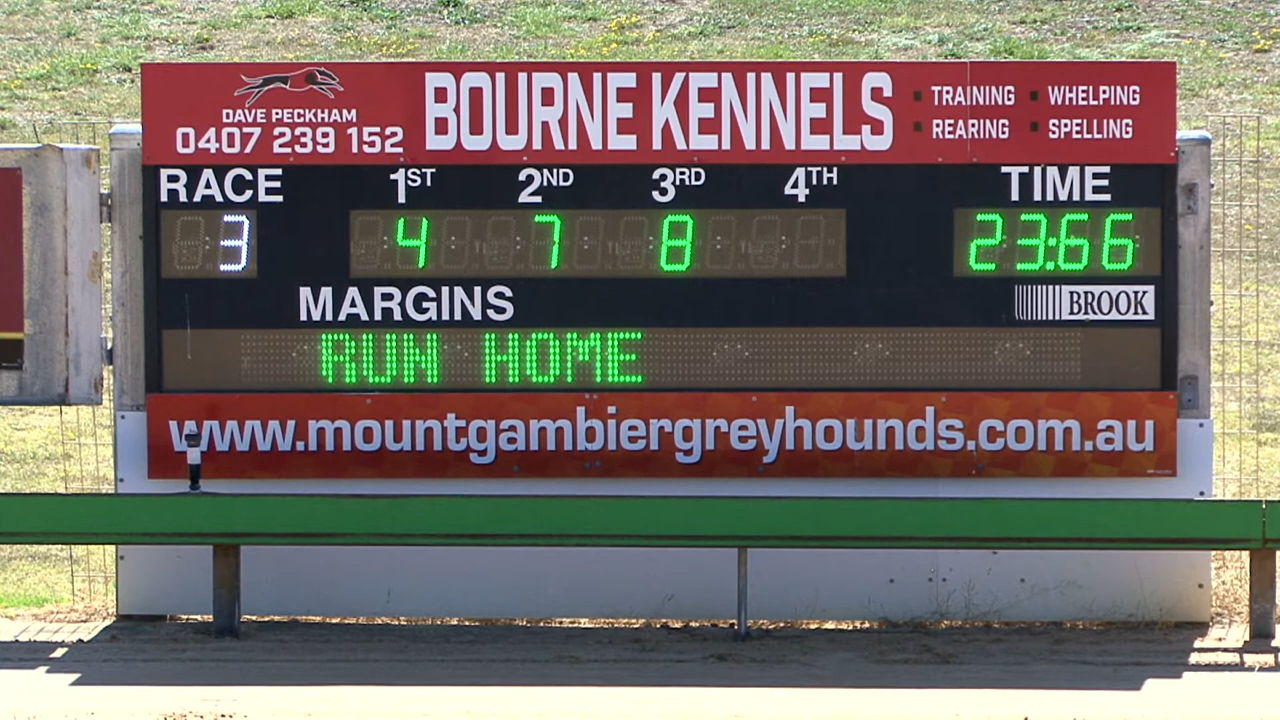 DAVE PECKHAM
0407 239 152
BOURNE KENNELS
TRAINING WHELPING
REARING SPELLING
RACE 1ST 2ND 3RD 4TH TIME
3 4 7 8 23:66
MARGINS
BROOK
RUN HOME
www.mountgambiergreyhounds.com.au